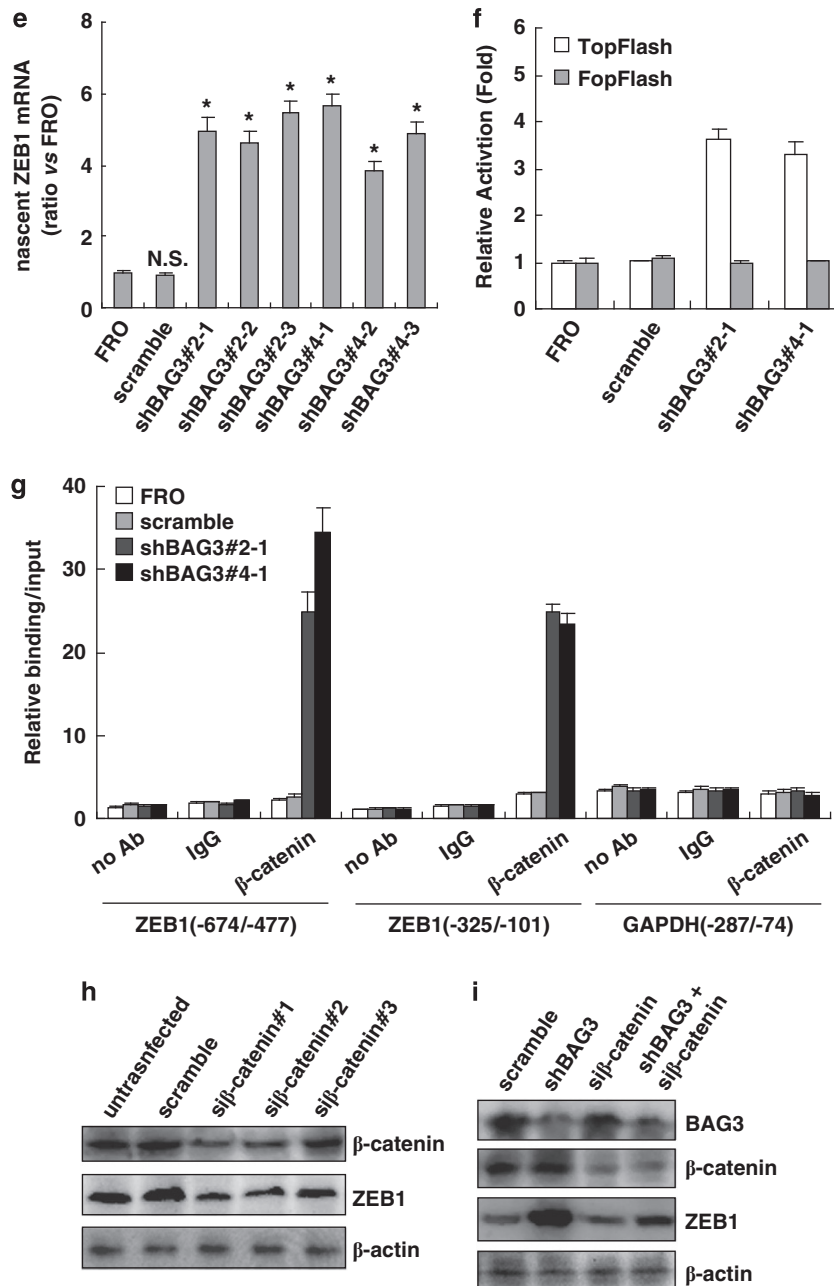 e
8
6
4
2
0
nascent ZEB1 mRNA
(ratio vs FRO)
N.S.
*
*
*
*
*
*
FRO
scramble
shBAG3#2-1
shBAG3#2-2
shBAG3#2-3
shBAG3#4-1
shBAG3#4-2
shBAG3#4-3
f
6
5
4
3
2
1
0
Relative Activtion (Fold)
TopFlash
FopFlash
FRO
scramble
shBAG3#2-1
shBAG3#4-1
g
40
30
20
10
0
Relative binding/input
FRO
scramble
shBAG3#2-1
shBAG3#4-1
no Ab
IgG
β-catenin
no Ab
IgG
β-catenin
no Ab
IgG
β-catenin
ZEB1(-674/-477)
ZEB1(-325/-101)
GAPDH(-287/-74)
h
untrasnfected
scramble
siβ-catenin#1
siβ-catenin#2
siβ-catenin#3
β-catenin
ZEB1
β-actin
i
scramble
shBAG3
siβ-catenin
shBAG3 +
siβ-catenin
BAG3
β-catenin
ZEB1
β-actin